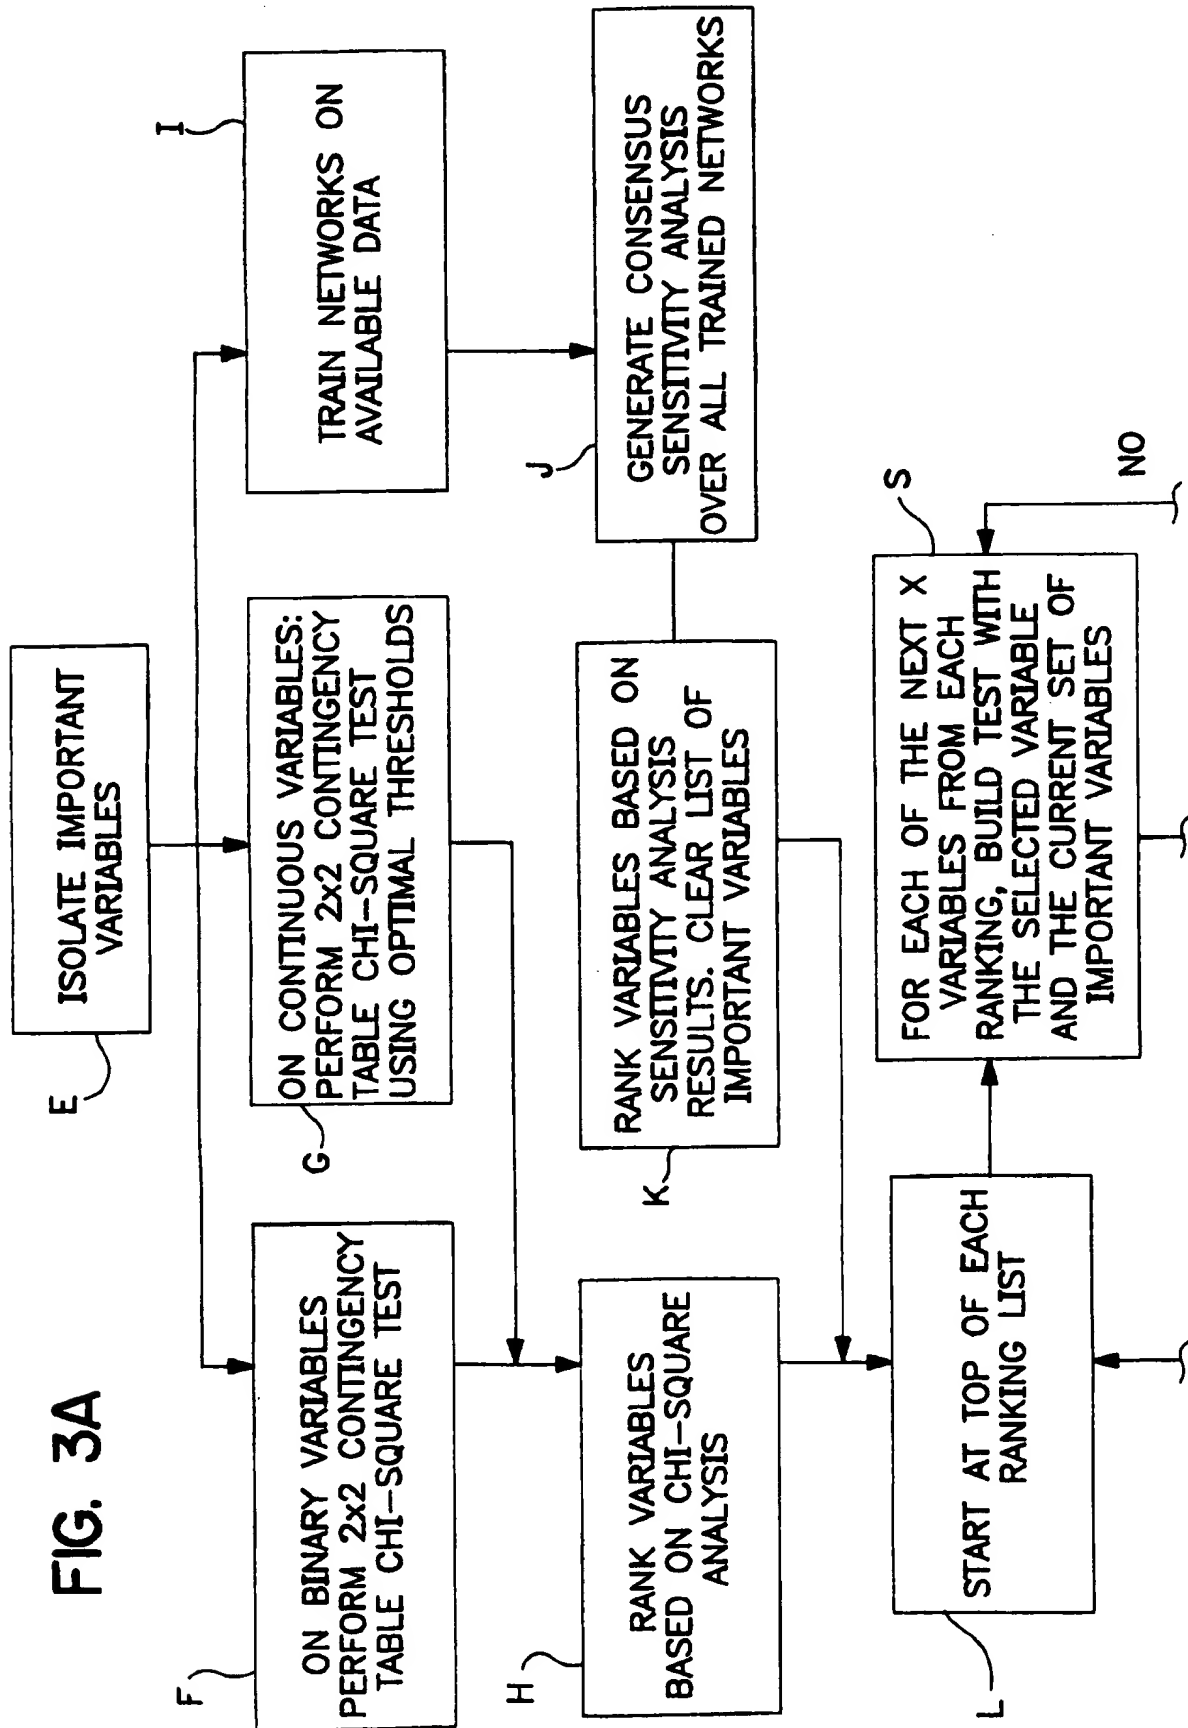 FIG. 3A
E
ISOLATE IMPORTANT
VARIABLES
F
ON BINARY VARIABLES
PERFORM 2x2 CONTINGENCY
TABLE CHI-SQUARE TEST
G
ON CONTINUOUS VARIABLES:
PERFORM 2x2 CONTINGENCY
TABLE CHI-SQUARE TEST
USING OPTIMAL THRESHOLDS
I
TRAIN NETWORKS ON
AVAILABLE DATA
H
RANK VARIABLES
BASED ON CHI-SQUARE
ANALYSIS
K
RANK VARIABLES BASED ON
SENSITIVITY ANALYSIS
RESULTS. CLEAR LIST OF
IMPORTANT VARIABLES
J
GENERATE CONSENSUS
SENSITIVITY ANALYSIS
OVER ALL TRAINED NETWORKS
L
START AT TOP OF EACH
RANKING LIST
S
FOR EACH OF THE NEXT X
VARIABLES FROM EACH
RANKING, BUILD TEST WITH
THE SELECTED VARIABLE
AND THE CURRENT SET OF
IMPORTANT VARIABLES
NO